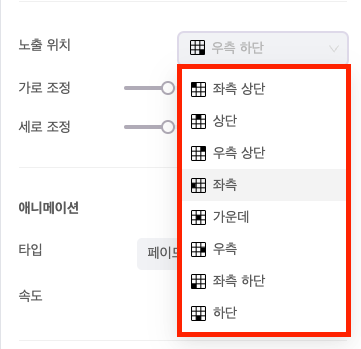 노출 위치
우측 하단
가로 조정
좌측 상단
상단
세로 조정
우측 상단
좌측
애니메이션
가운데
타입
우측
속도
좌측 하단
하단